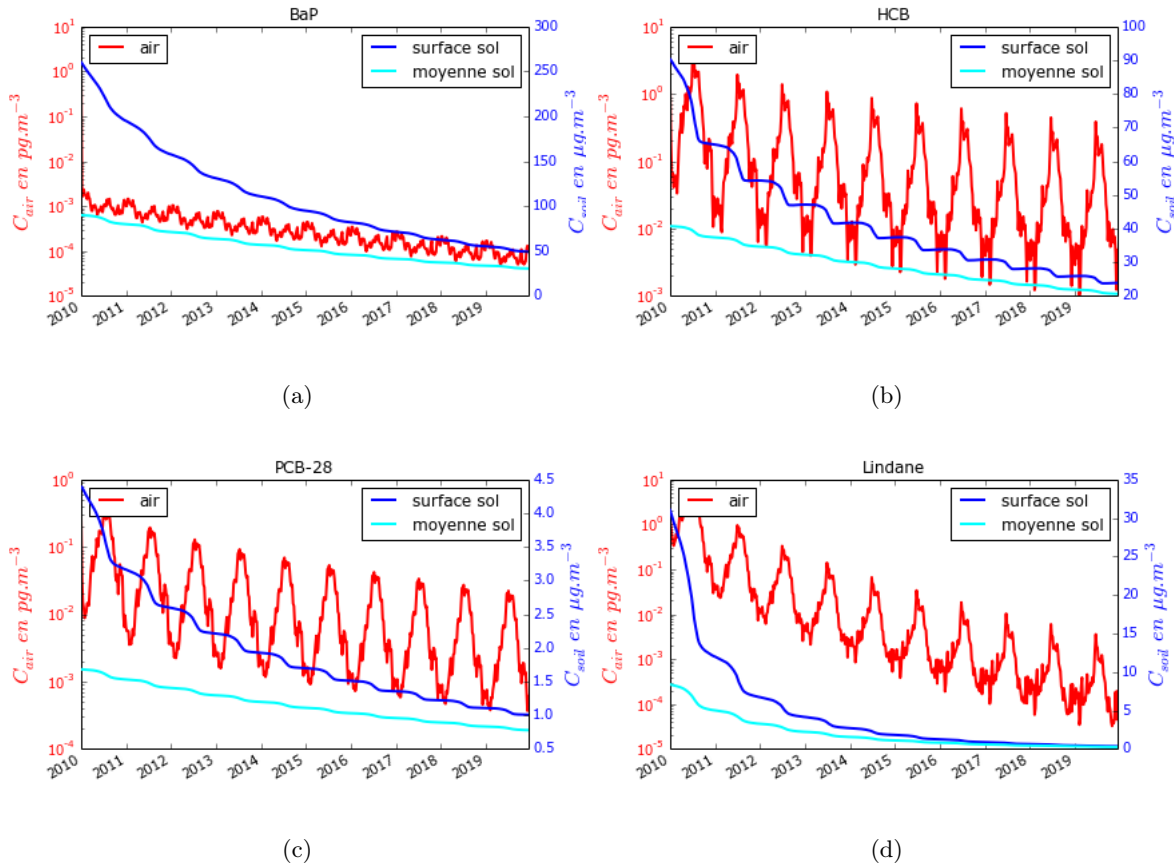 BaP
air
surface sol
moyenne sol
10^1
10^0
10^-1
10^-2
10^-3
10^-4
10^-5
C_air en pg.m^-3
300
250
200
150
100
50
0
C_soil en μg.m^-3
2010 2011 2012 2013 2014 2015 2016 2017 2018 2019
(a)
HCB
air
surface sol
moyenne sol
10^1
10^0
10^-1
10^-2
10^-3
C_air en pg.m^-3
100
90
80
70
60
50
40
30
20
C_soil en μg.m^-3
2010 2011 2012 2013 2014 2015 2016 2017 2018 2019
(b)
PCB-28
air
surface sol
moyenne sol
10^0
10^-1
10^-2
10^-3
10^-4
C_air en pg.m^-3
4.5
4.0
3.5
3.0
2.5
2.0
1.5
1.0
0.5
C_soil en μg.m^-3
2010 2011 2012 2013 2014 2015 2016 2017 2018 2019
(c)
Lindane
air
surface sol
moyenne sol
10^1
10^0
10^-1
10^-2
10^-3
10^-4
10^-5
C_air en pg.m^-3
35
30
25
20
15
10
5
0
C_soil en μg.m^-3
2010 2011 2012 2013 2014 2015 2016 2017 2018 2019
(d)